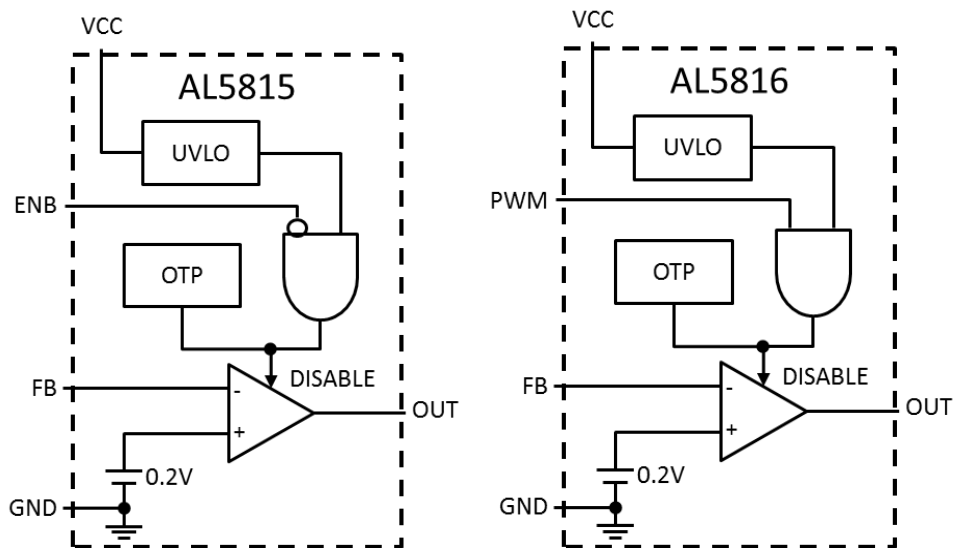 VCC
AL5815
UVLO
ENB
OTP
DISABLE
FB
-
+
OUT
0.2V
GND
VCC
AL5816
UVLO
PWM
OTP
DISABLE
FB
-
+
OUT
0.2V
GND